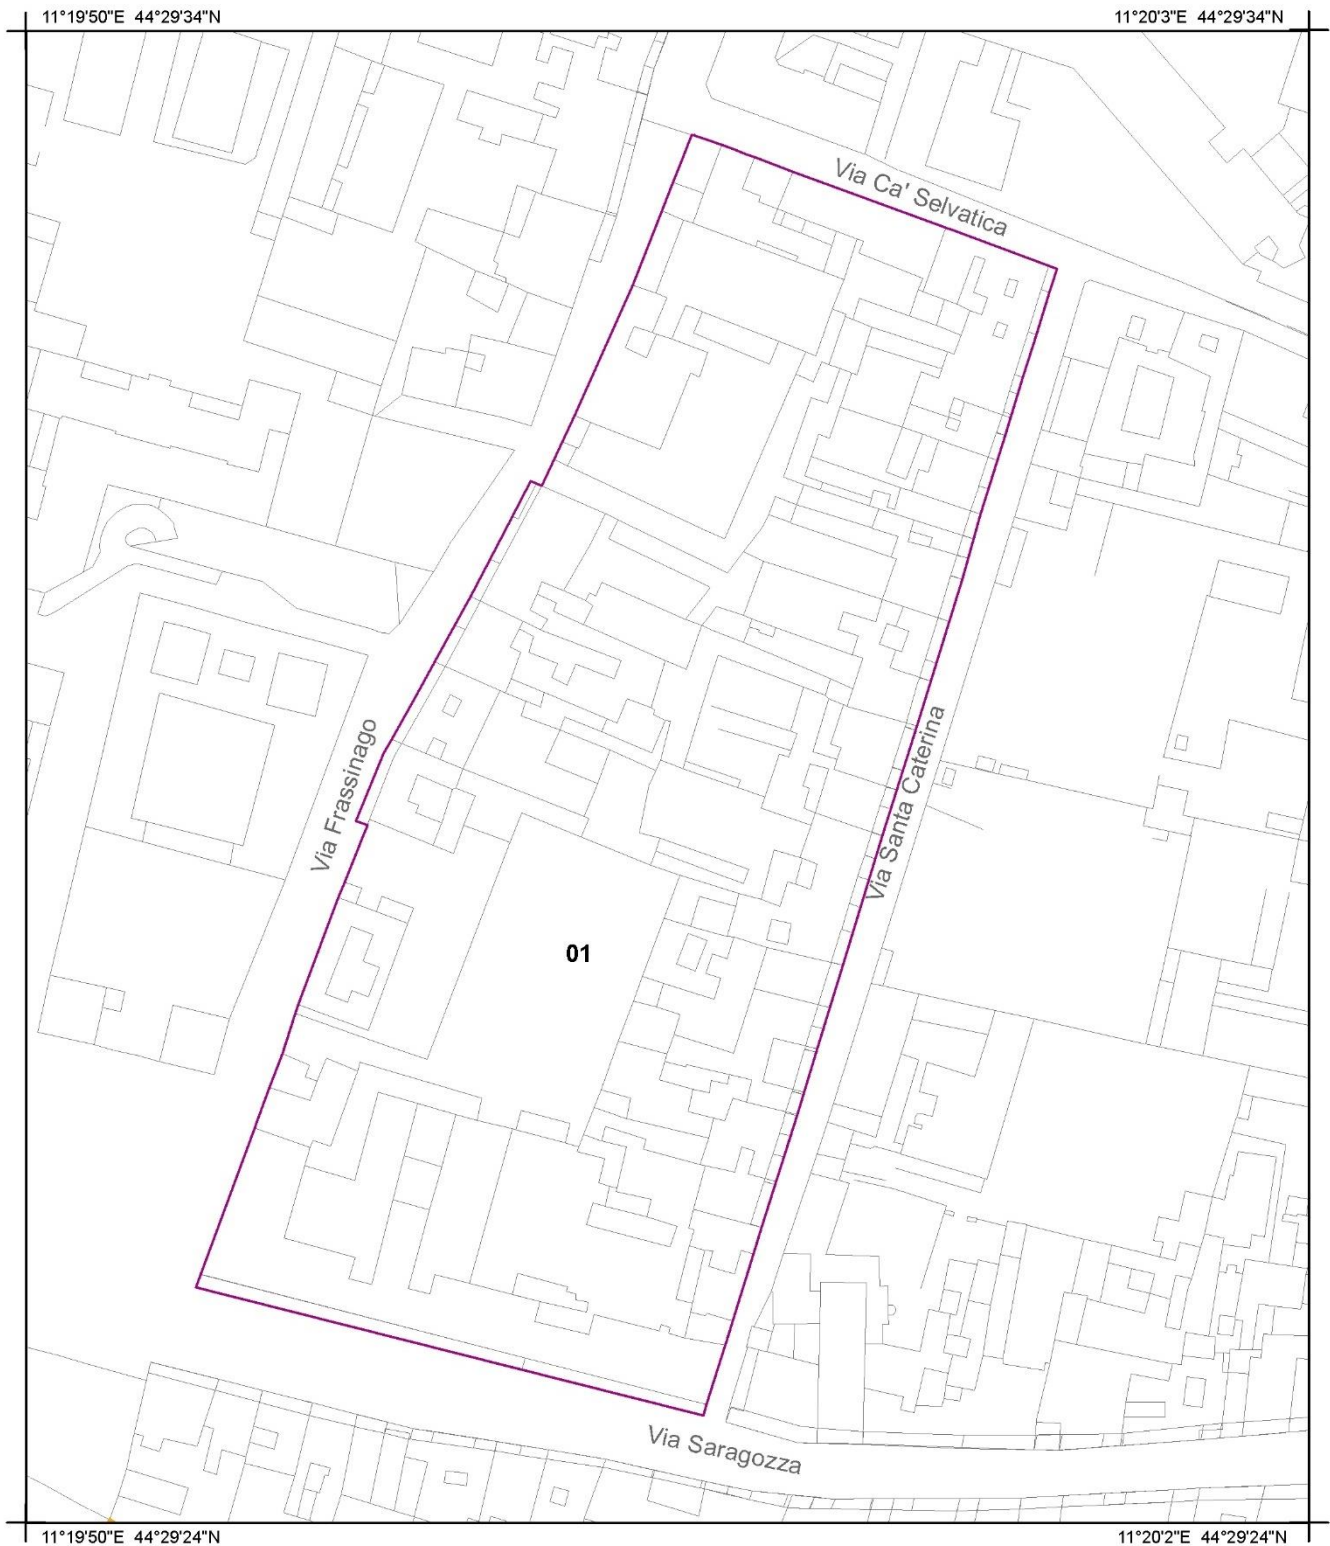 11°19'50"E 44°29'34"N
11°20'3"E 44°29'34"N
Via Ca' Selvatica
Via Frassinago
Via Santa Caterina
01
Via Saragozza
11°19'50"E 44°29'24"N
11°20'2"E 44°29'24"N